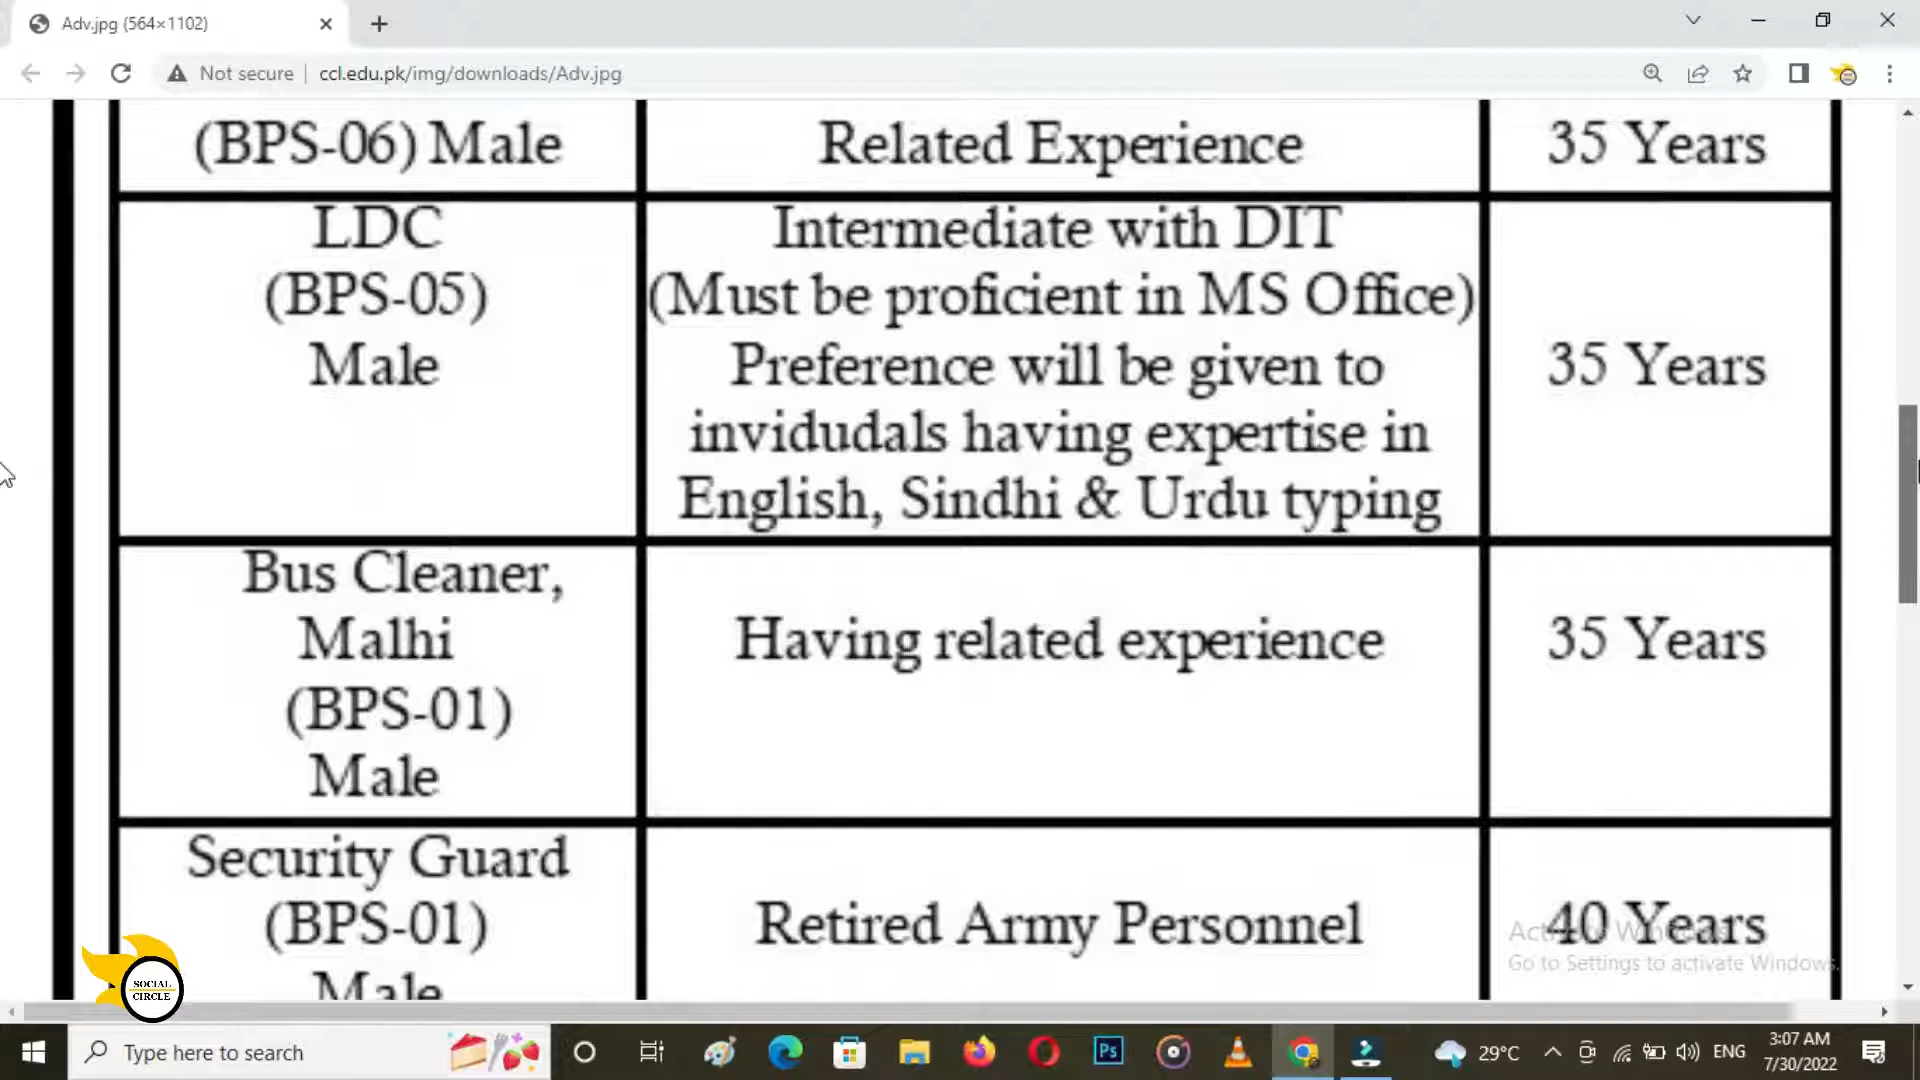 Adv.jpg (564×1102)
Not secure
ccl.edu.pk/img/downloads/Adv.jpg
(BPS-06) Male
Related Experience
35 Years
LDC
(BPS-05)
Male
Intermediate with DIT
(Must be proficient in MS Office)
Preference will be given to
invidudals having expertise in
English, Sindhi & Urdu typing
35 Years
Bus Cleaner,
Malhi
(BPS-01)
Male
Having related experience
35 Years
Security Guard
(BPS-01)
Male
Retired Army Personnel
40 Years
Activate Windows
Go to Settings to activate Windows.
SOCIAL
CIRCLE
Type here to search
Ps
29°C
ENG
3:07 AM
7/30/2022